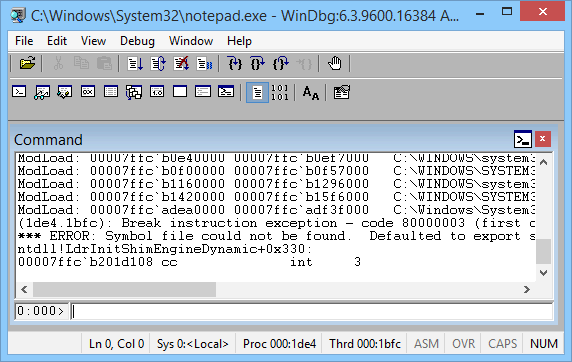 C:\Windows\System32\notepad.exe - WinDbg:6.3.9600.16384 A...
File Edit View Debug Window Help
Command
ModLoad: 00007ffc`b0e40000 00007ffc`b0ef7000 C:\WINDOWS\system3
ModLoad: 00007ffc`b0f00000 00007ffc`b0f57000 C:\WINDOWS\SYSTEM3
ModLoad: 00007ffc`b1160000 00007ffc`b1296000 C:\WINDOWS\system3
ModLoad: 00007ffc`b1420000 00007ffc`b15f6000 C:\WINDOWS\system3
ModLoad: 00007ffc`adea0000 00007ffc`adf3f000 C:\Windows\System3
(1de4.1bfc): Break instruction exception - code 80000003 (first c
*** ERROR: Symbol file could not be found. Defaulted to export s
ntdll!LdrInitShimEngineDynamic+0x330:
00007ffc`b201d108 cc int 3
0:000>
Ln 0, Col 0 Sys 0:<Local> Proc 000:1de4 Thrd 000:1bfc ASM OVR CAPS NUM